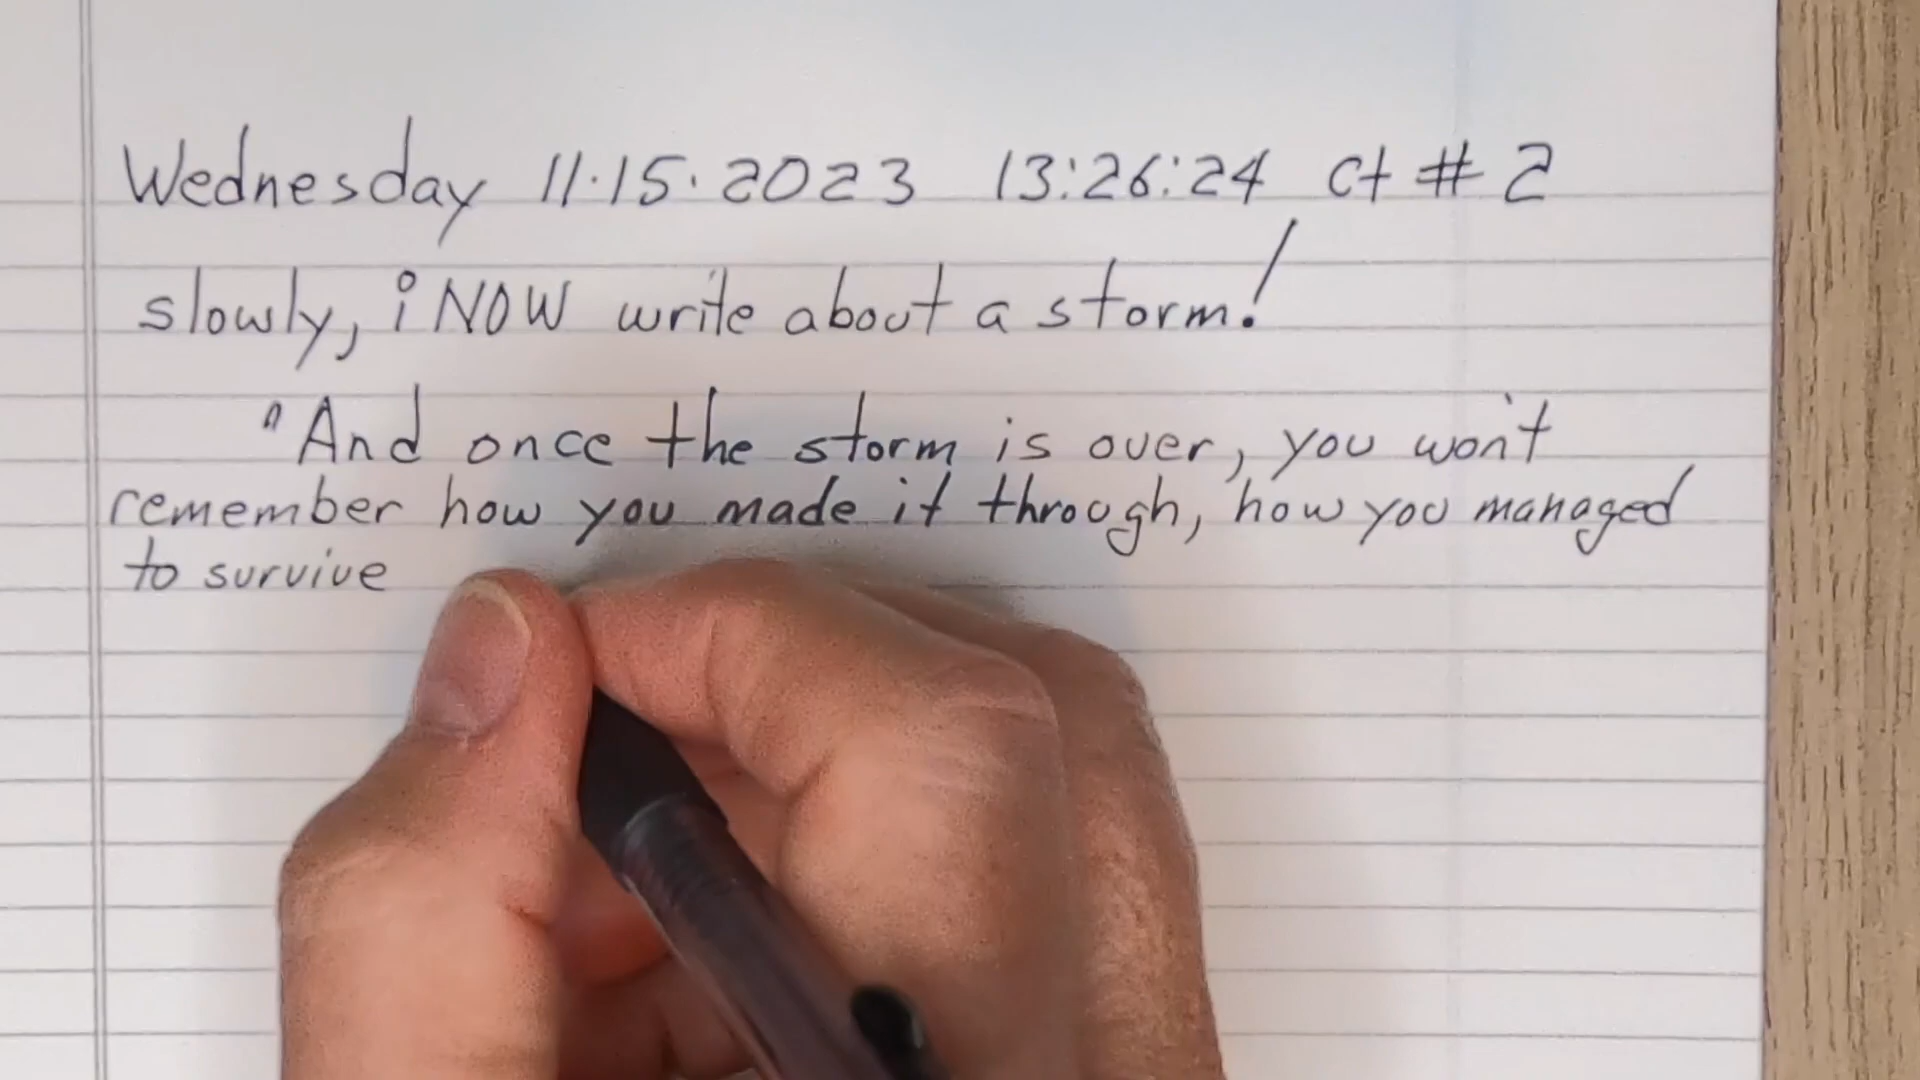 Wednesday 11·15·2023 13:26:24 ct # 2
slowly, i NOW write about a storm!
"And once the storm is over, you won't
remember how you made it through, how you managed
to survive